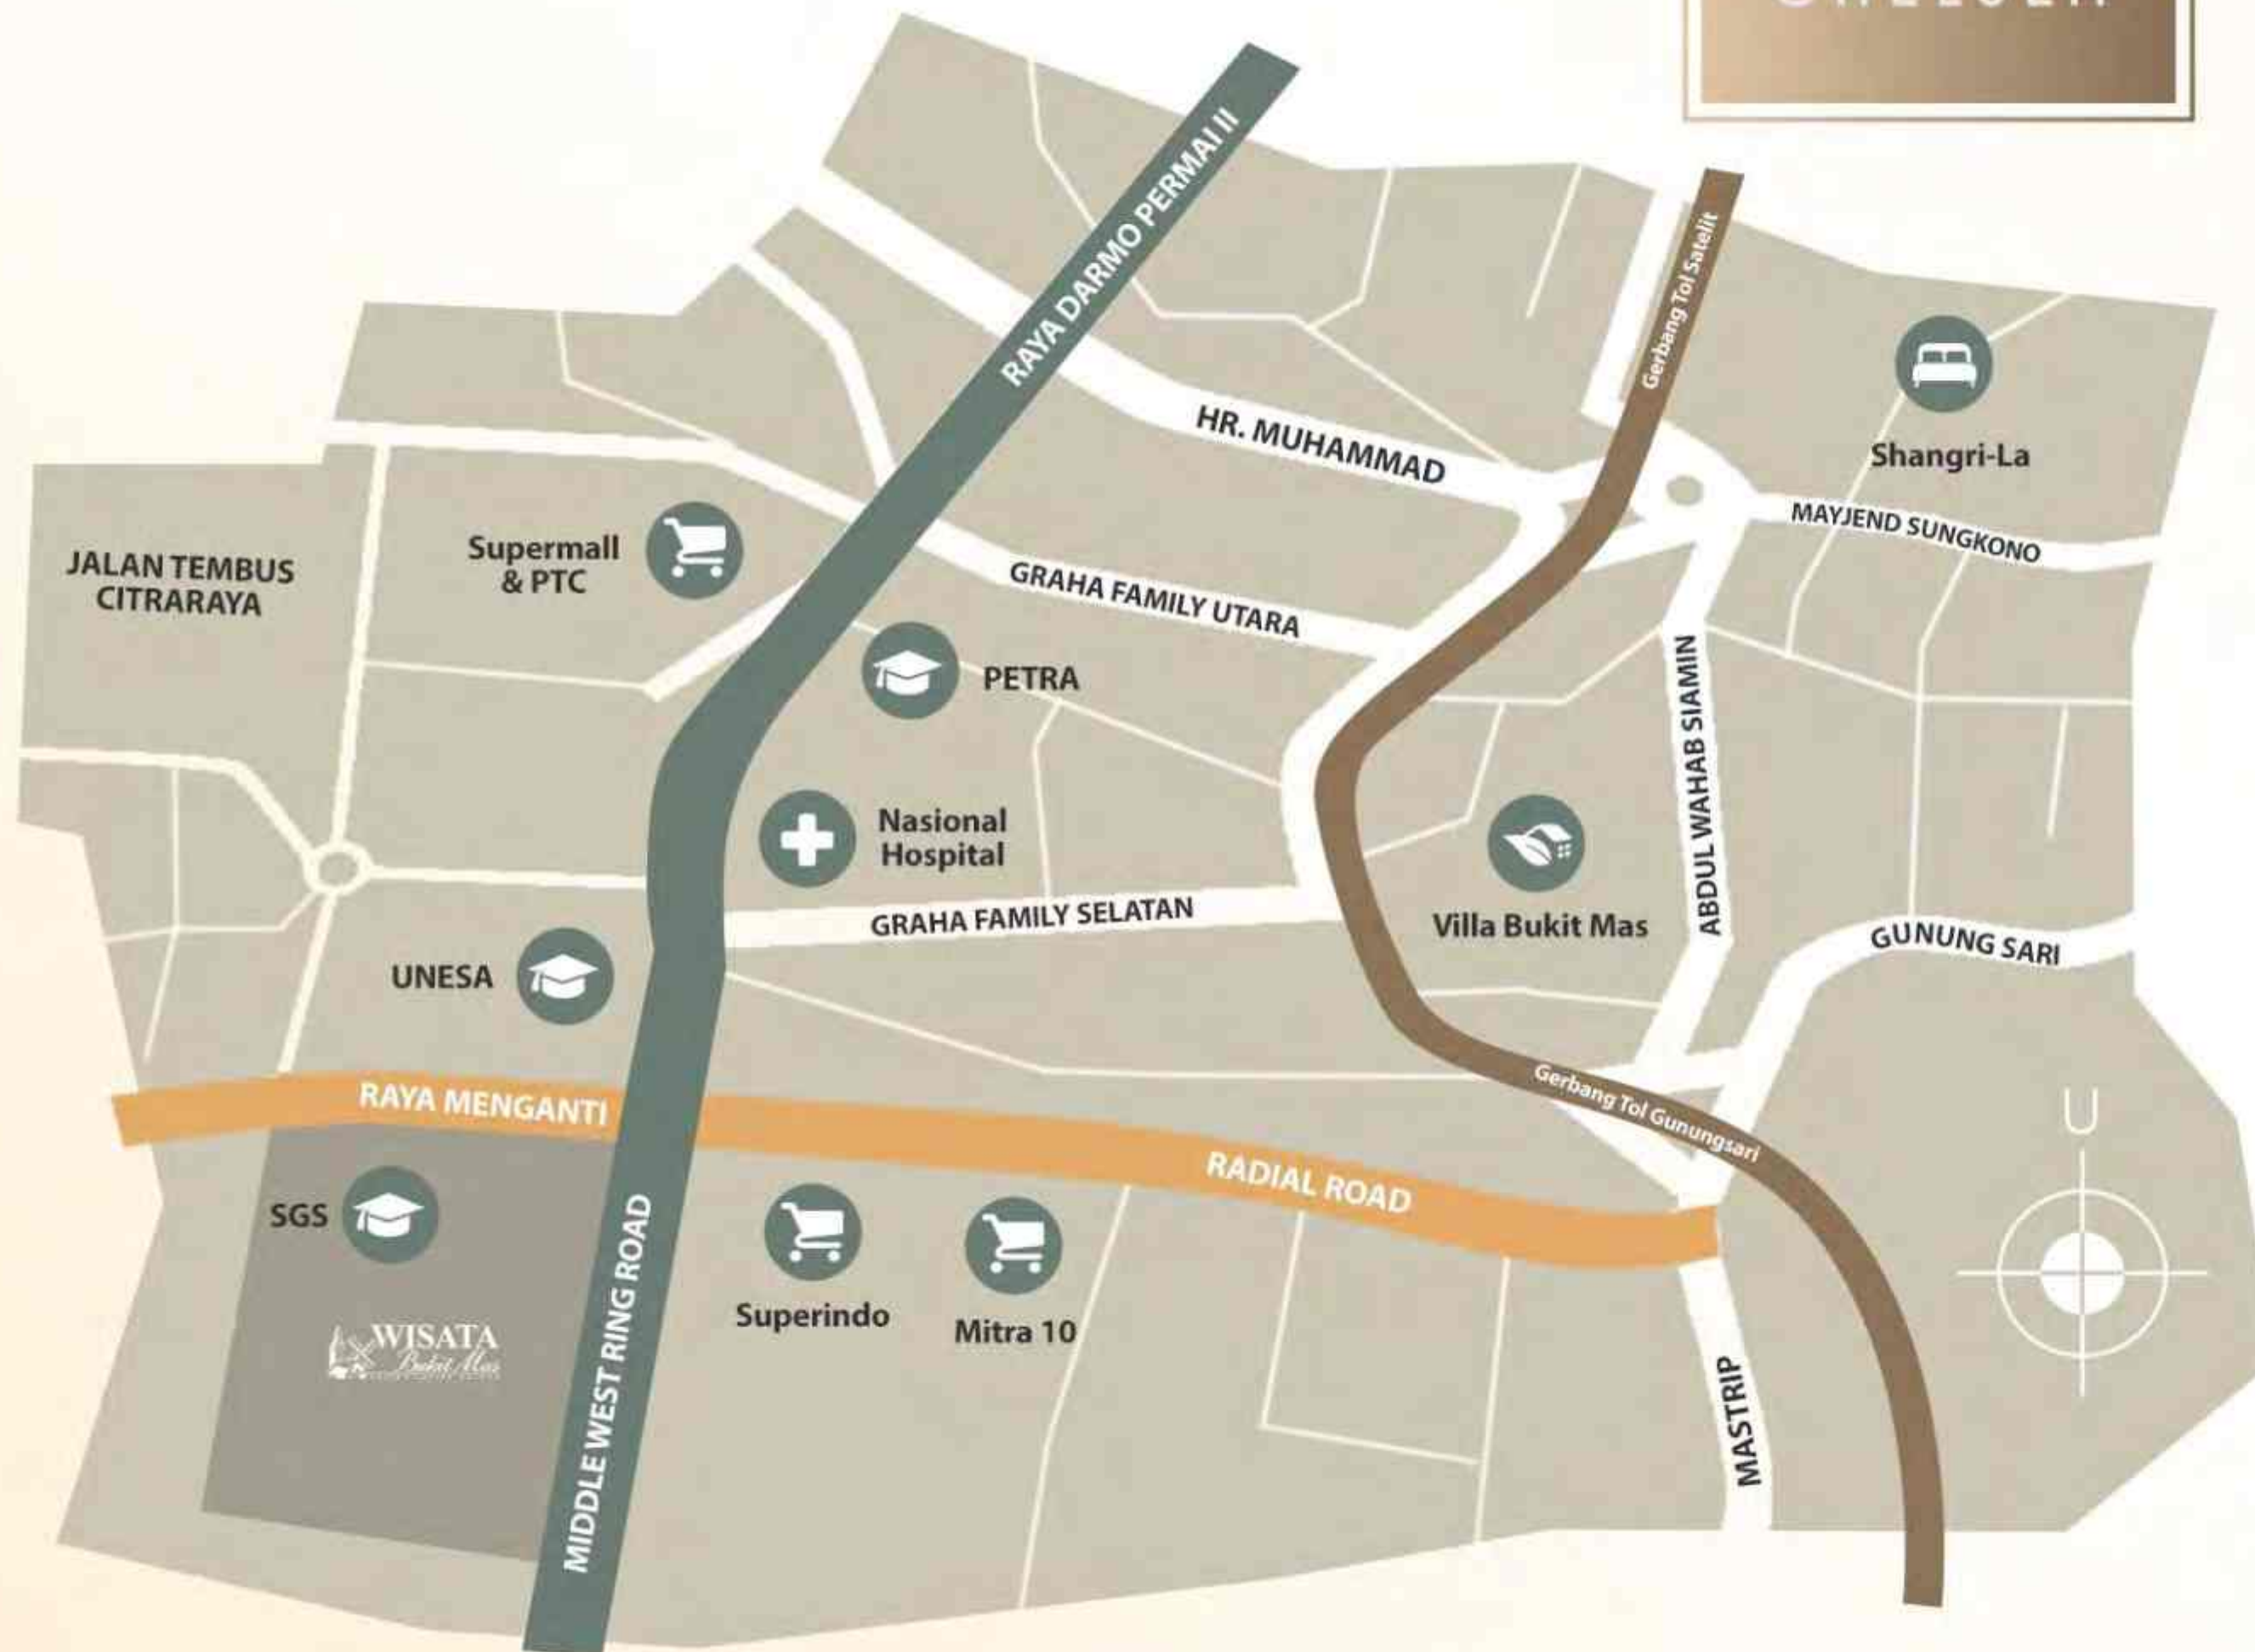 RAYA DARMO PERMAI II
Gerbang Tol Satelit
HR. MUHAMMAD
Shangri-La
MAYJEND SUNGKONO
JALAN TEMBUS
CITRARAYA
Supermall
& PTC
GRAHA FAMILY UTARA
PETRA
ABDUL WAHAB SIAMIN
Nasional
Hospital
GRAHA FAMILY SELATAN
Villa Bukit Mas
GUNUNG SARI
UNESA
Gerbang Tol Gunungsari
U
RAYA MENGANTI
RADIAL ROAD
SGS
MIDDLE WEST RING ROAD
Superindo
Mitra 10
WISATA
Bukit Mas
MASTRIP